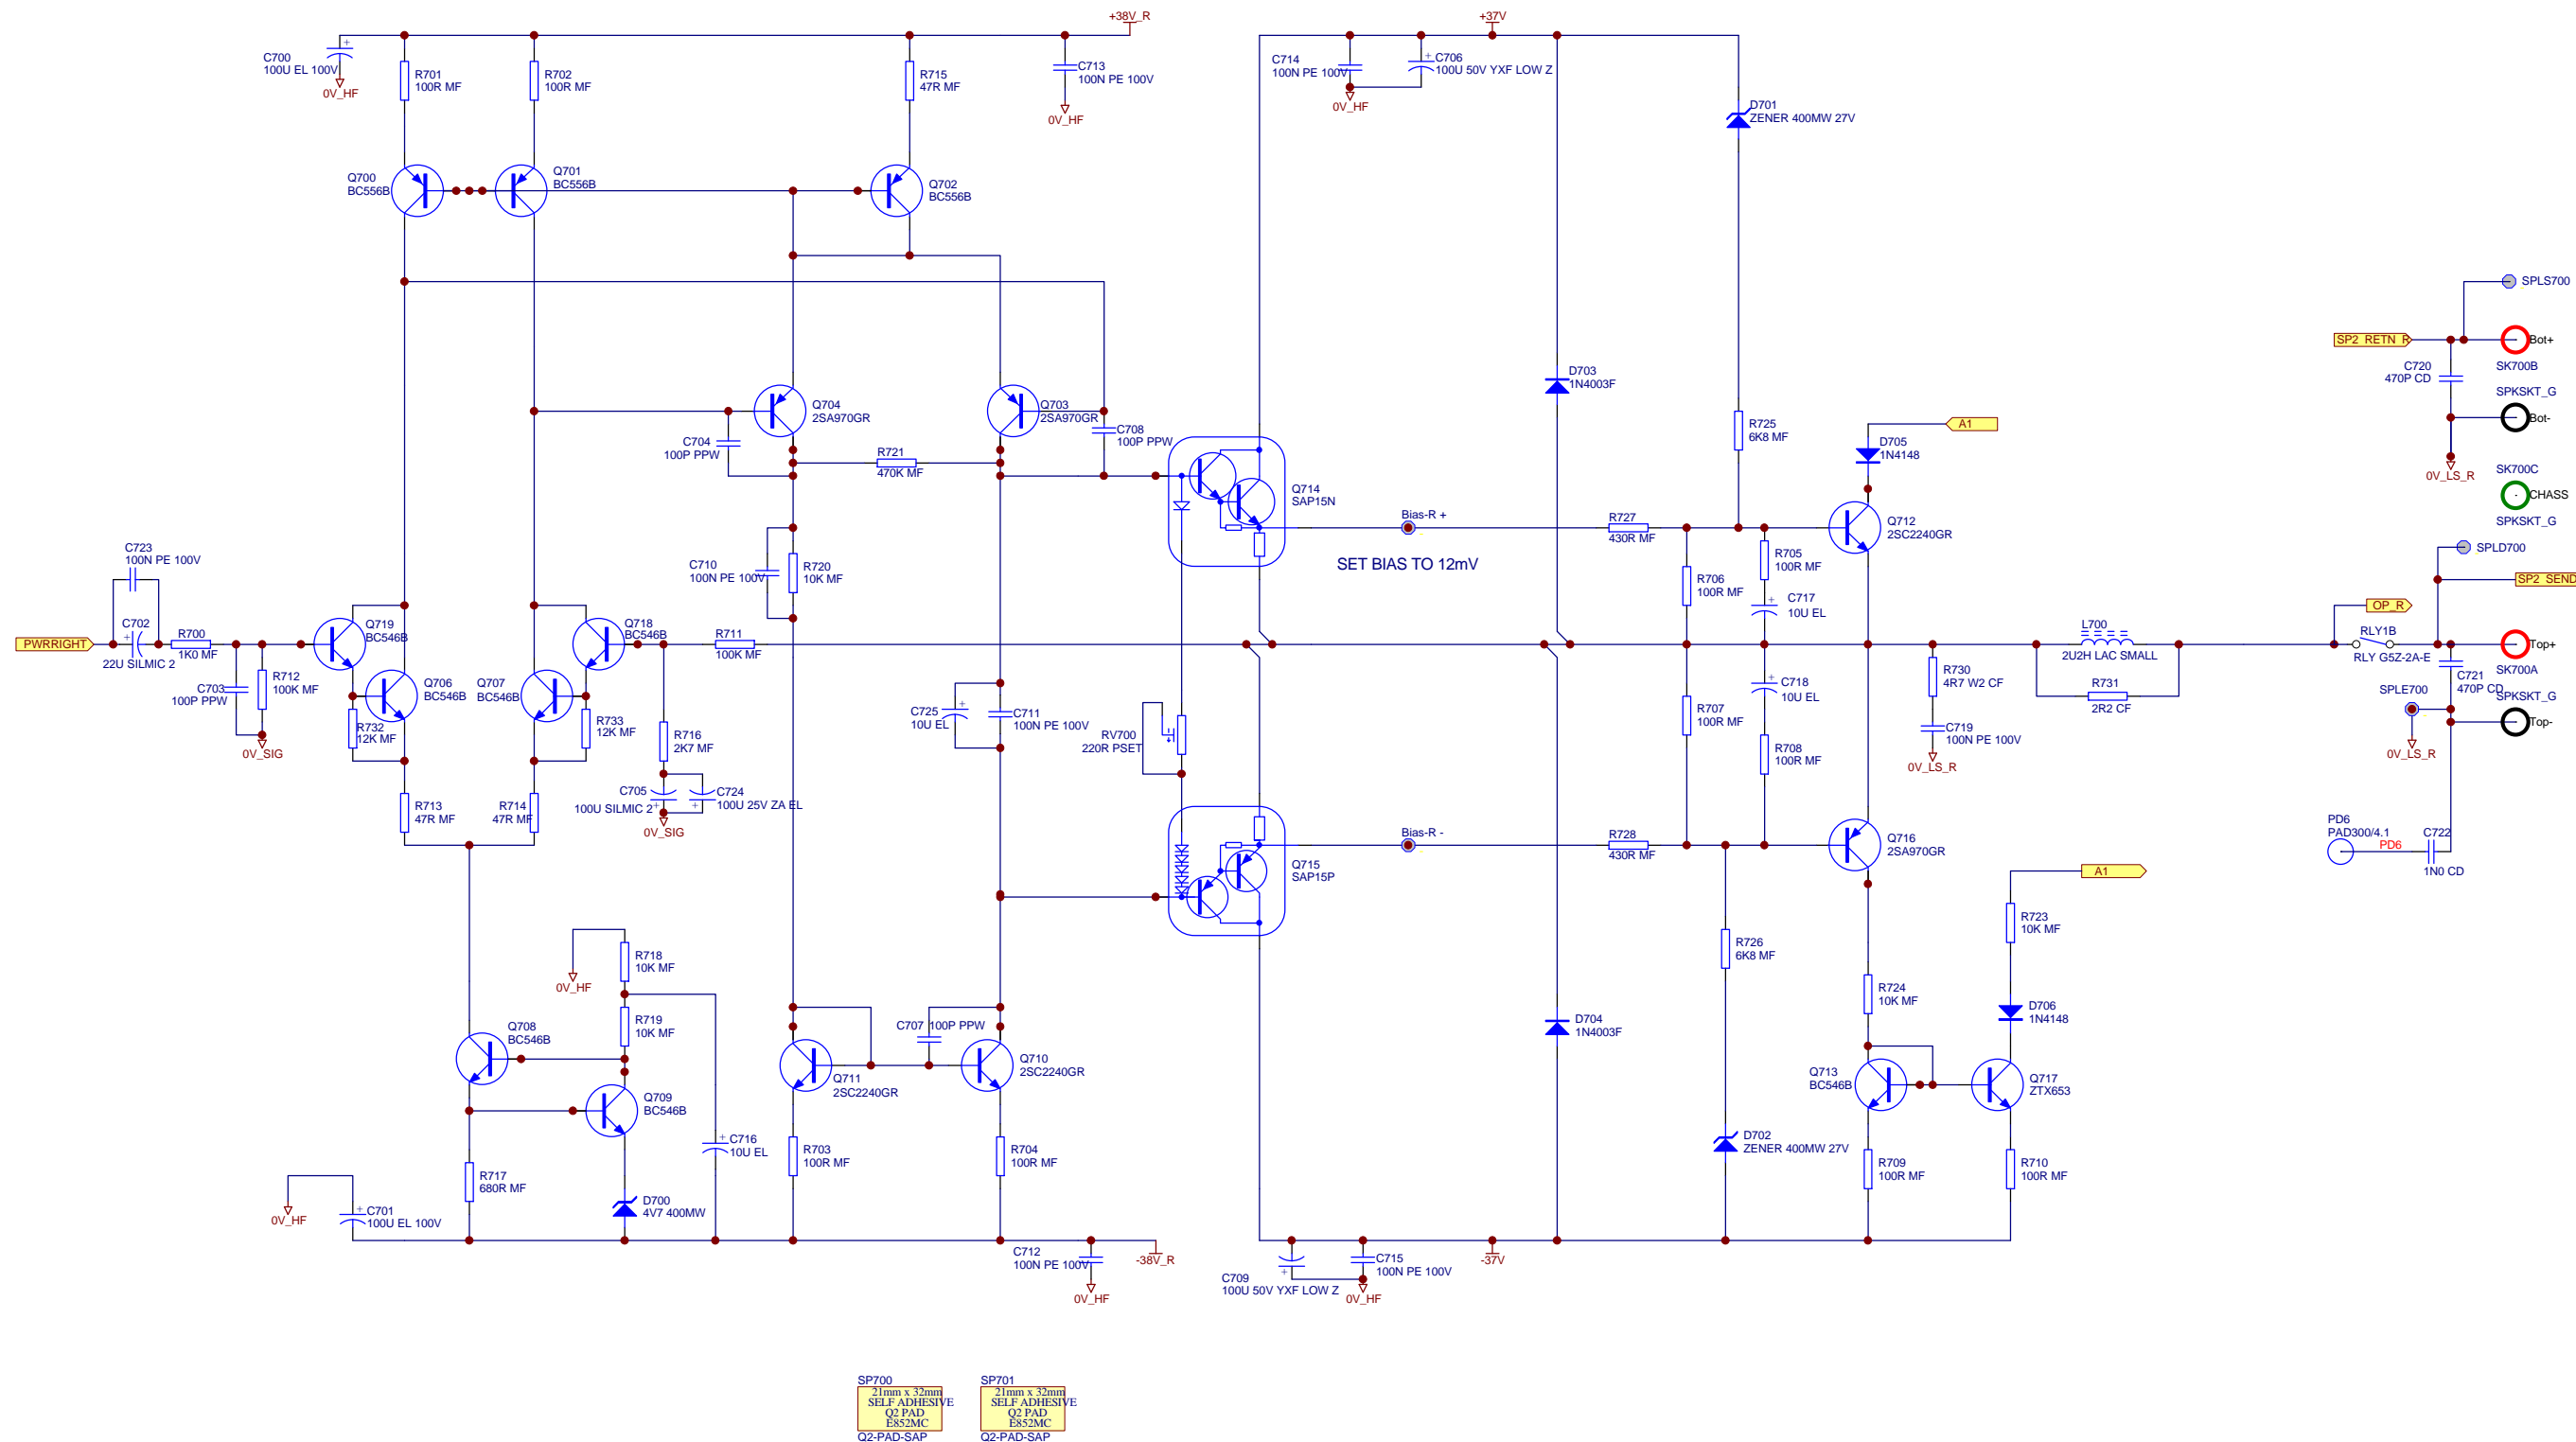 +38V_R
+37V
C700
100U EL 100V
0V_HF
R701
100R MF
R702
100R MF
R715
47R MF
C713
100N PE 100V
0V_HF
C714
100N PE 100V
0V_HF
C706
100U 50V YXF LOW Z
D701
ZENER 400MW 27V
Q700
BC556B
Q701
BC556B
Q702
BC556B
SPLS700
SP2_RETN_R
Bot+
SK700B
C720
470P CD
SPKSKT_G
Bot-
0V_LS_R
SK700C
CHASS
SPKSKT_G
D703
1N4003F
Q704
2SA970GR
Q703
2SA970GR
C704
100P PPW
R721
470K MF
C708
100P PPW
R725
6K8 MF
A1
D705
1N4148
Q714
SAP15N
Bias-R +
R727
430R MF
Q712
2SC2240GR
SET BIAS TO 12mV
C710
100N PE 100V
R720
10K MF
R706
100R MF
R705
100R MF
C717
10U EL
SPLD700
SP2_SEND
OP_R
C723
100N PE 100V
PWRRIGHT
C702
22U SILMIC 2
R700
1K0 MF
Q719
BC546B
Q718
BC546B
R711
100K MF
L700
2U2H LAC SMALL
RLY1B
RLY G5Z-2A-E
Top+
SK700A
C703
100P PPW
R712
100K MF
0V_SIG
Q706
BC546B
Q707
BC546B
R732
12K MF
R733
12K MF
R716
2K7 MF
C725
10U EL
C711
100N PE 100V
RV700
220R PSET
R707
100R MF
C718
10U EL
R708
100R MF
R730
4R7 W2 CF
C719
100N PE 100V
0V_LS_R
R731
2R2 CF
SPLE700
0V_LS_R
C721
470P CD
SPKSKT_G
Top-
R713
47R MF
R714
47R MF
C705
100U SILMIC 2
C724
100U 25V ZA EL
0V_SIG
Q715
SAP15P
Bias-R -
R728
430R MF
Q716
2SA970GR
PD6
PAD300/4.1
PD6
C722
1N0 CD
A1
R718
10K MF
0V_HF
R719
10K MF
R726
6K8 MF
R723
10K MF
R724
10K MF
D706
1N4148
Q708
BC546B
C707 100P PPW
D704
1N4003F
Q709
BC546B
Q711
2SC2240GR
Q710
2SC2240GR
Q713
BC546B
Q717
ZTX653
C716
10U EL
R703
100R MF
R704
100R MF
D702
ZENER 400MW 27V
R709
100R MF
R710
100R MF
R717
680R MF
D700
4V7 400MW
0V_HF
C701
100U EL 100V
C712
100N PE 100V
0V_HF
-38V_R
C709
100U 50V YXF LOW Z
C715
100N PE 100V
0V_HF
-37V
SP700
21mm x 32mm
SELF ADHESIVE
Q2 PAD
E852MC
Q2-PAD-SAP
SP701
21mm x 32mm
SELF ADHESIVE
Q2 PAD
E852MC
Q2-PAD-SAP